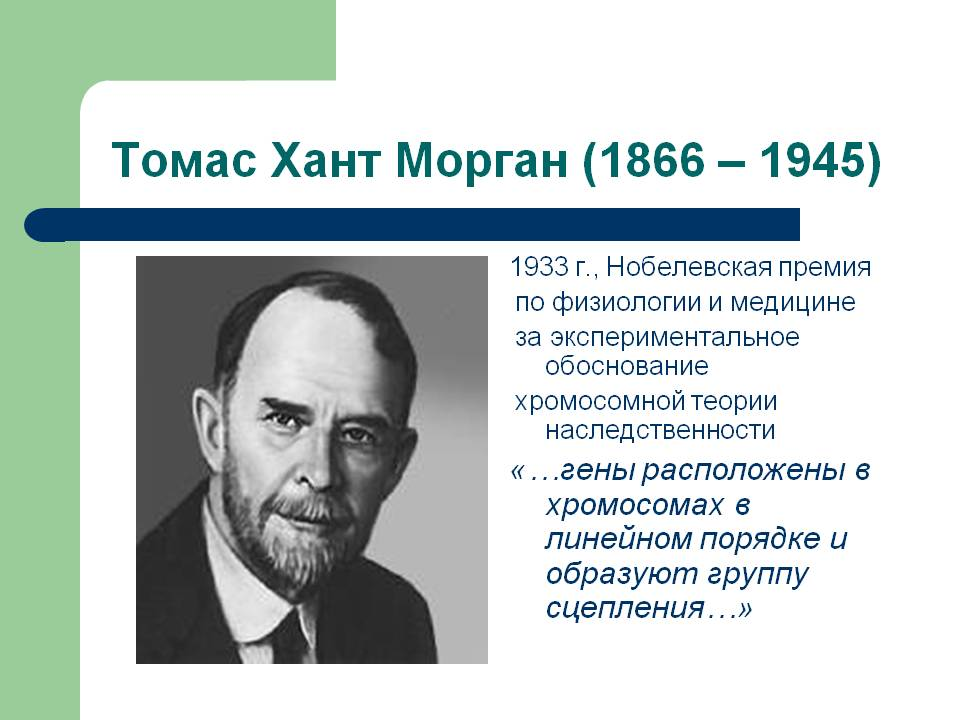 Томас Хант Морган (1866 – 1945)
1933 г., Нобелевская премия
по физиологии и медицине
за экспериментальное
обоснование
хромосомной теории
наследственности
«…гены расположены в
хромосомах в
линейном порядке и
образуют группу
сцепления…»